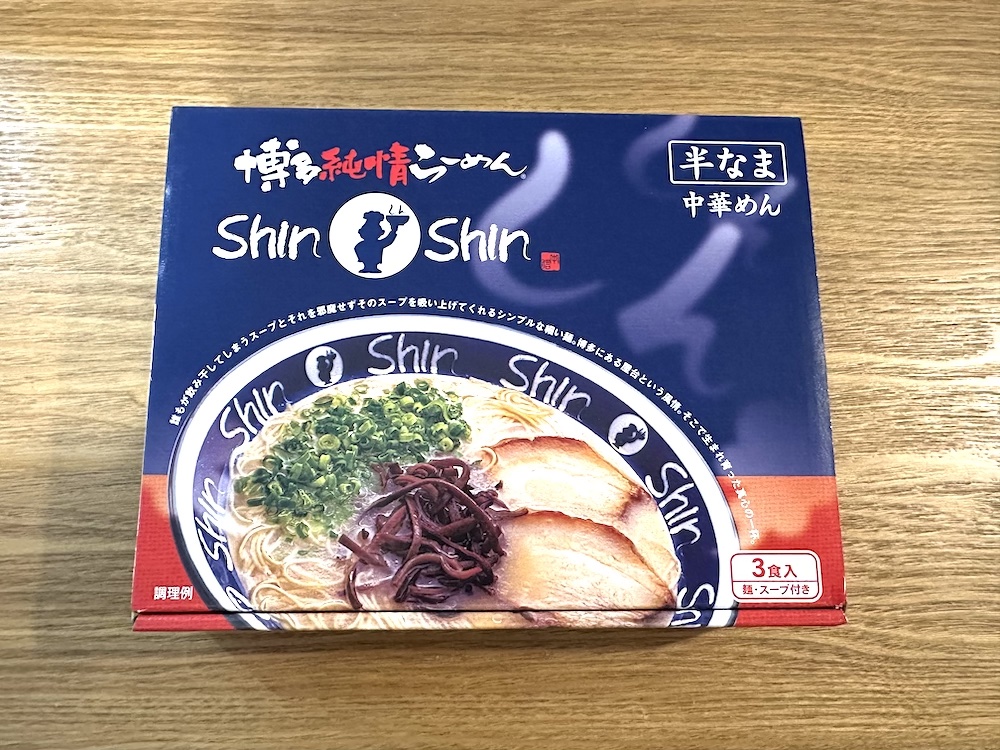 博多純情らーめん
Shin Shin
半なま
中華めん
誰もが飲み干してしまうスープとそれを邪魔せずそのスープを吸い上げてくれるシンプルな細い麺。博多にある屋台という風情。そこで生まれ育った真心の一杯。
Shin Shin Shin Shin Shin
調理例
3食入
麺・スープ付き